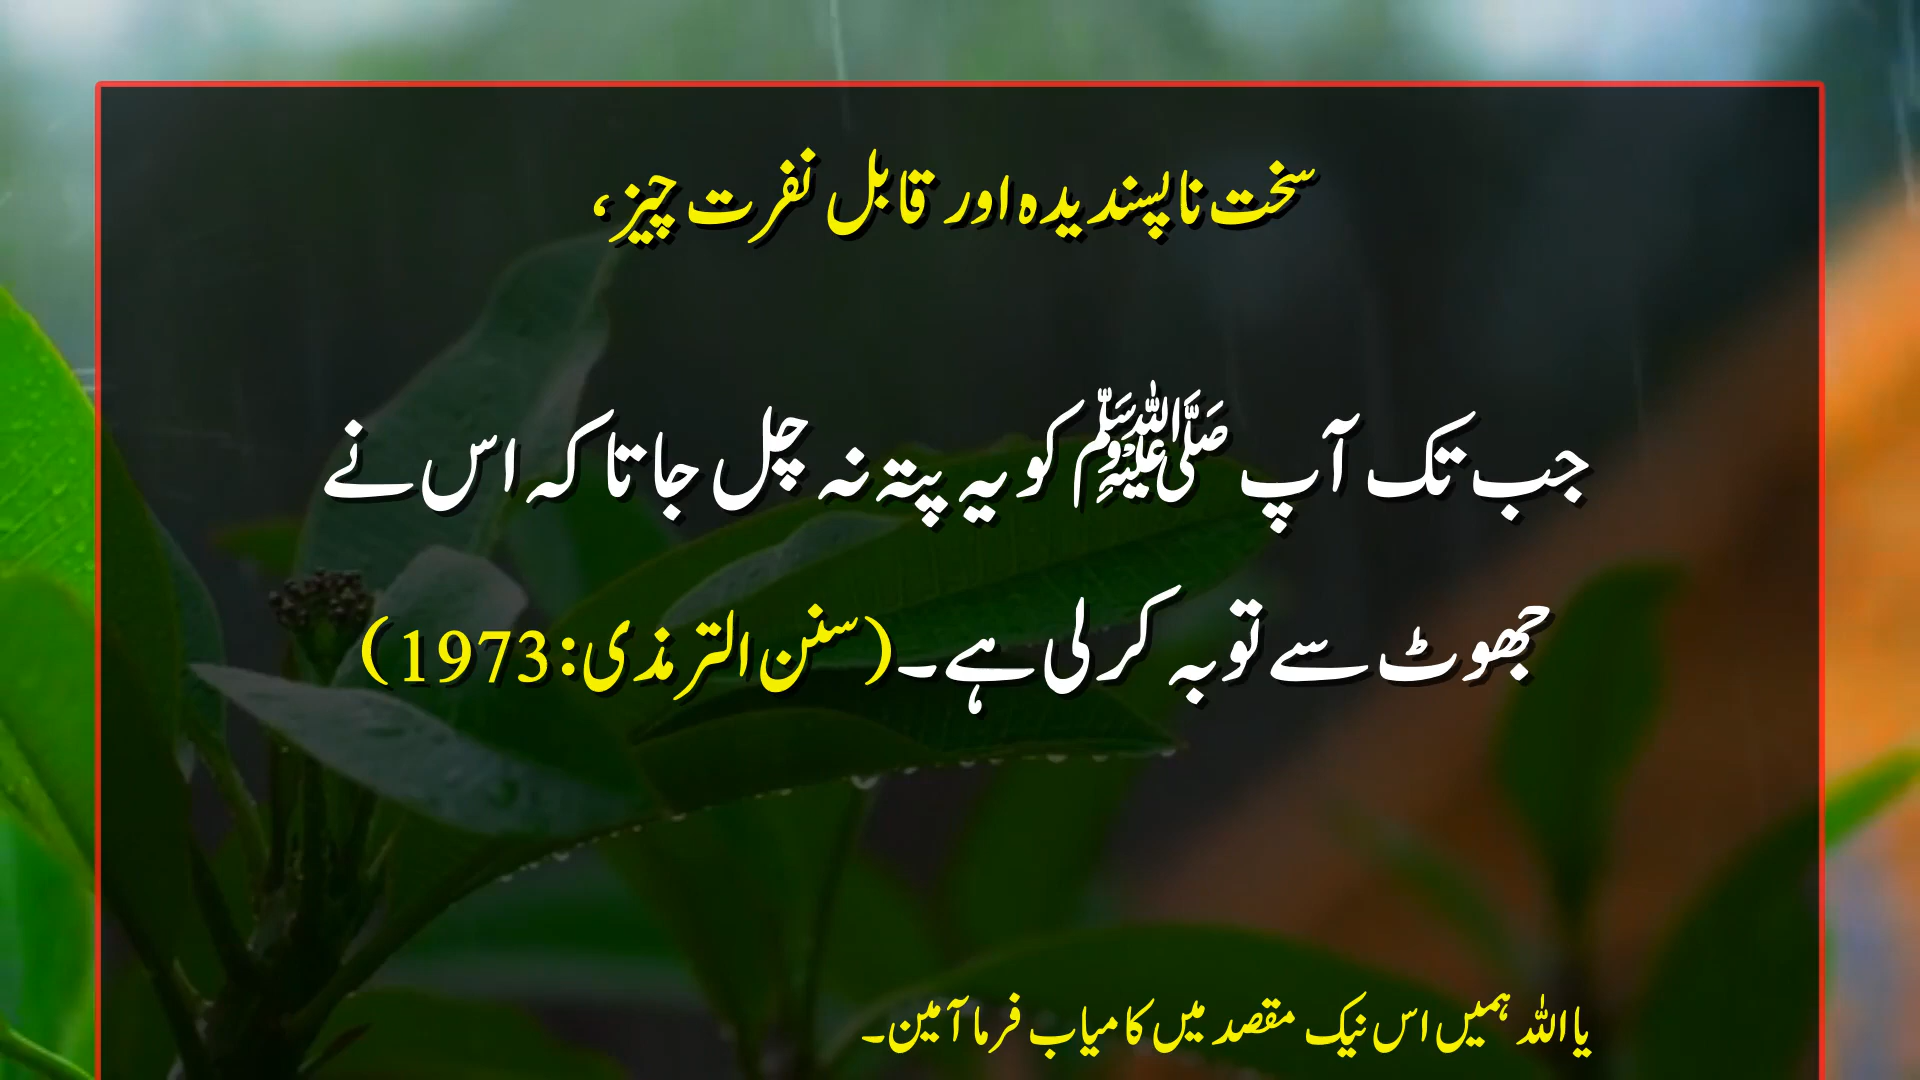 سخت ناپسندیدہ اور قابل نفرت چیز،
جب تک آپ ﷺ کو یہ پتہ نہ چل جاتا کہ اس نے
جھوٹ سے توبہ کر لی ہے۔ (سنن الترمذی: 1973)
یا اللہ ہمیں اس نیک مقصد میں کامیاب فرما آمین۔